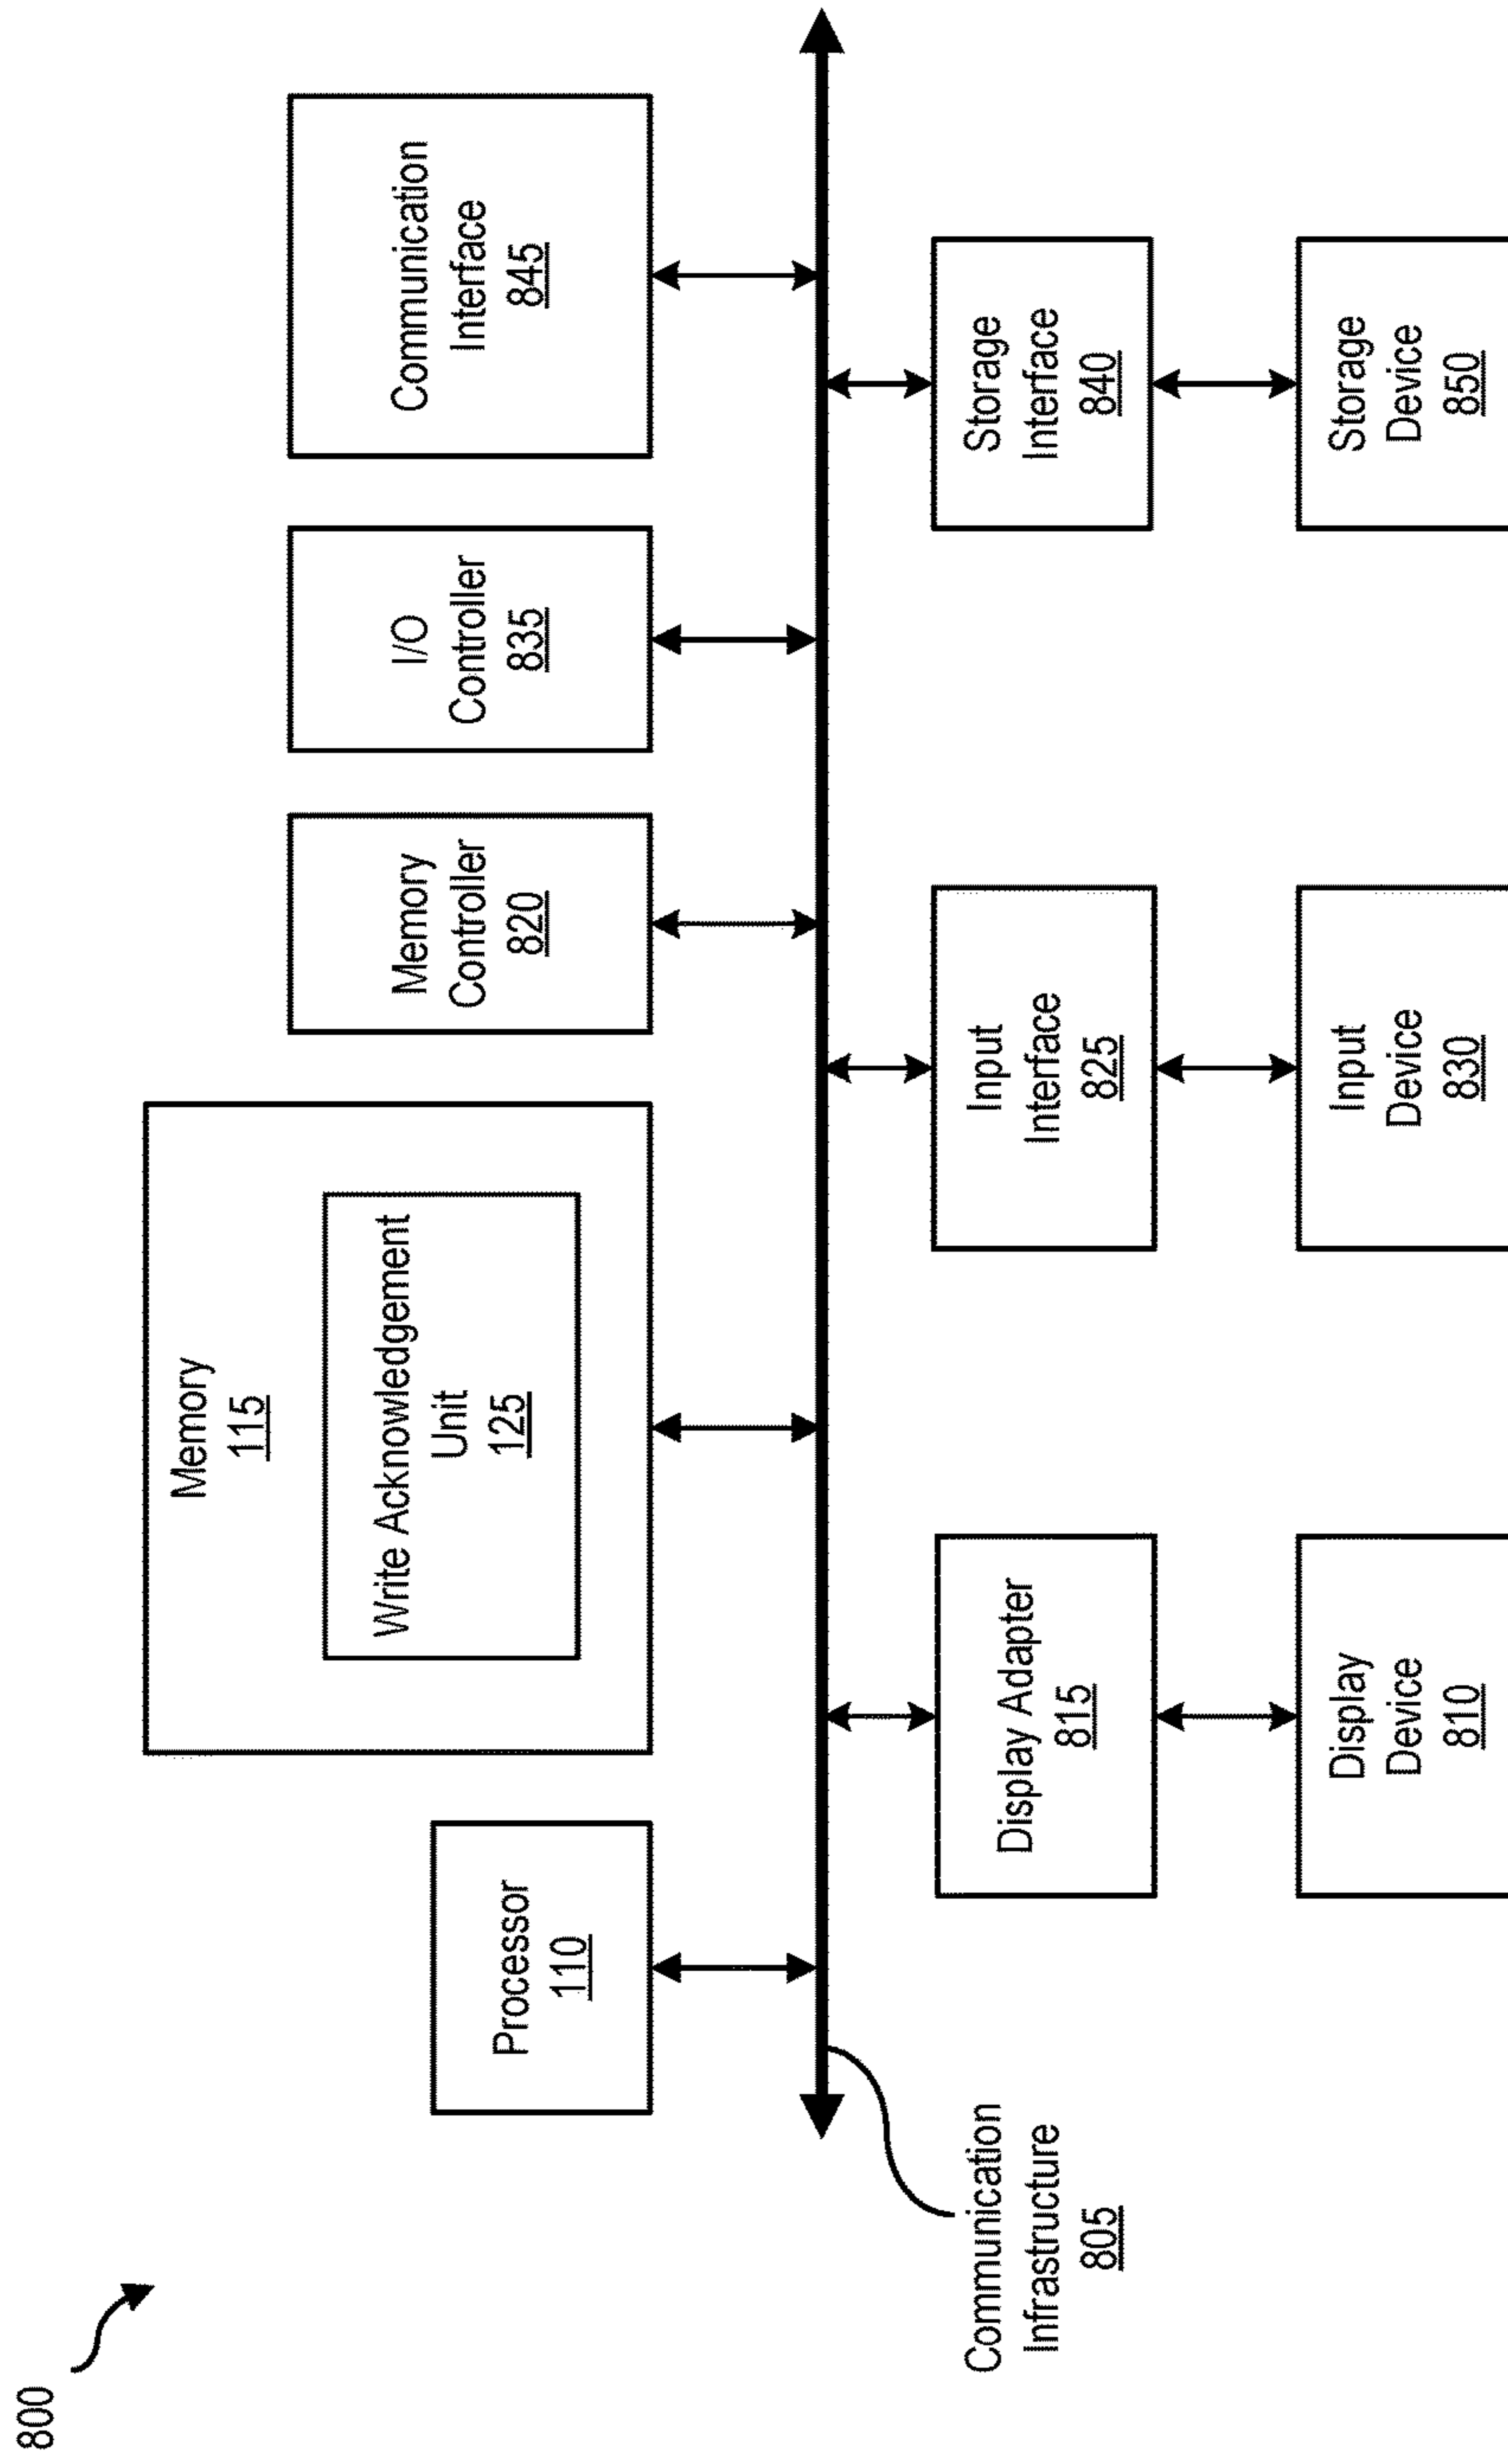 800
Processor
110
Memory
115
Write Acknowledgement
Unit
125
Memory
Controller
820
I/O
Controller
835
Communication
Interface
845
Communication
Infrastructure
805
Display Adapter
815
Input
Interface
825
Storage
Interface
840
Display
Device
810
Input
Device
830
Storage
Device
850